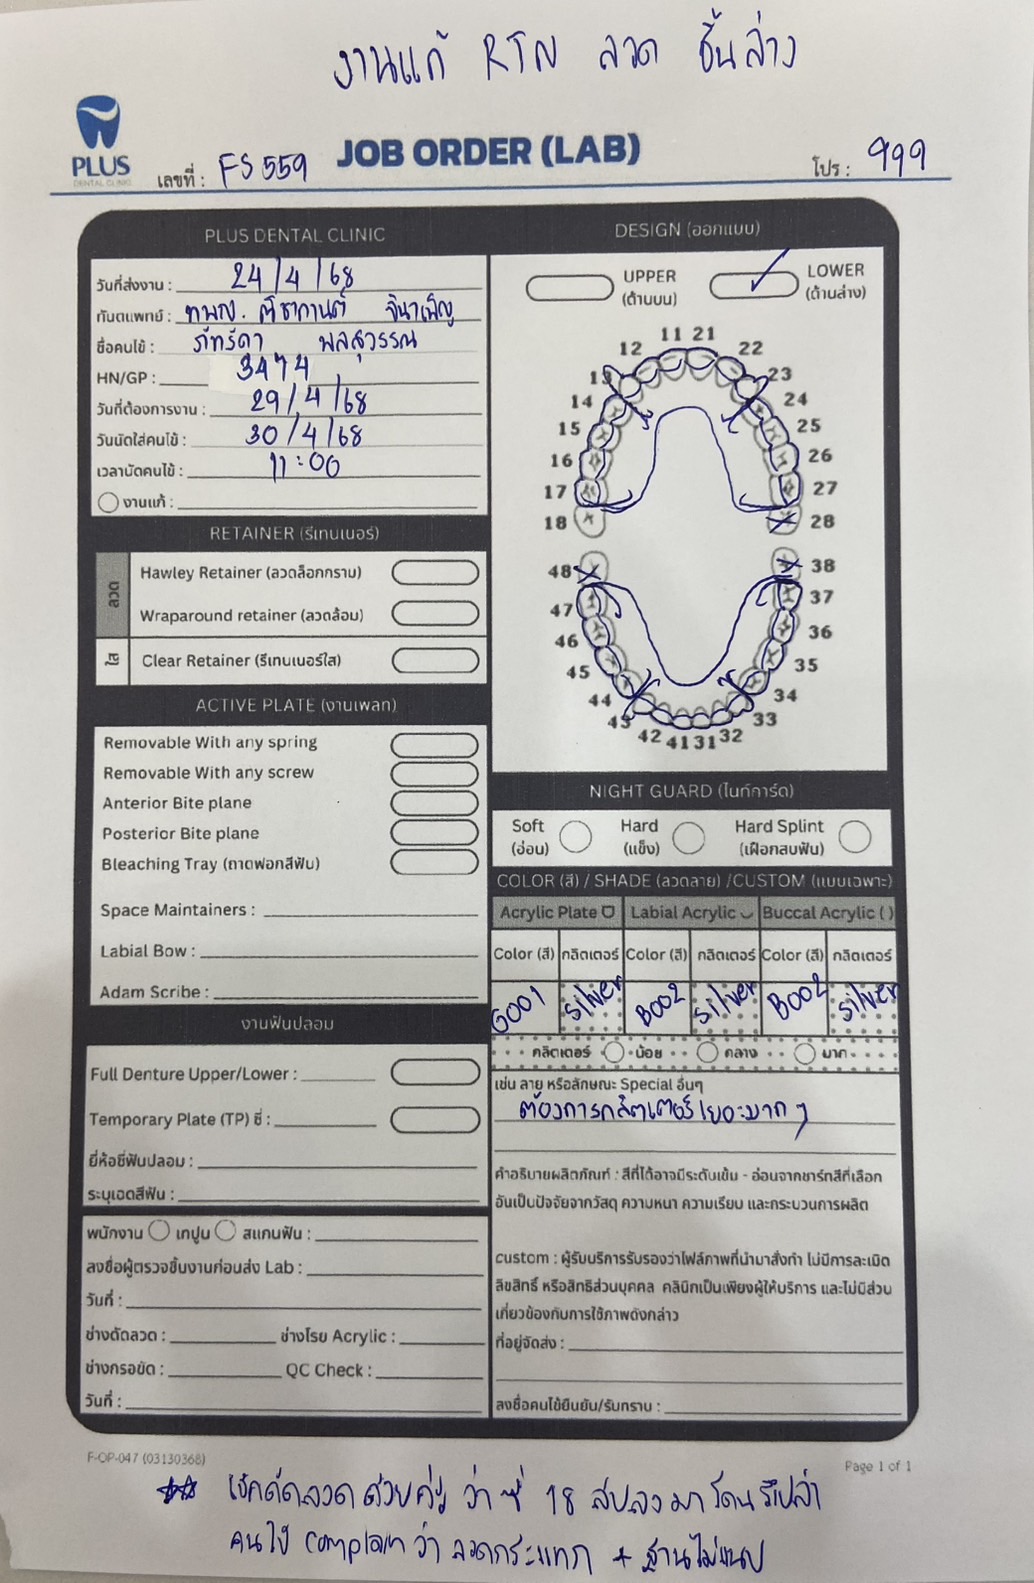 งานแก้ RTN ลวด ชิ้นล่าง
PLUS
DENTAL CLINIC
เลขที่ : FS559
JOB ORDER (LAB)
โปร : 999
PLUS DENTAL CLINIC
วันที่ส่งงาน : 24/4/68
ทันตแพทย์ : ทพญ. ณิชากานต์ จินาเพ็ญ
ชื่อคนไข้ : ภัทร์ดา พลสุวรรณ
HN/GP : 3474
วันที่ต้องการงาน : 29/4/68
วันนัดใส่คนไข้ : 30/4/68
เวลานัดคนไข้ : 11:00
งานแก้ :
RETAINER (รีเทนเนอร์)
ลวด
Hawley Retainer (ลวดล็อกกราม)
Wraparound retainer (ลวดล้อม)
ใส
Clear Retainer (รีเทนเนอร์ใส)
ACTIVE PLATE (งานเพลท)
Removable With any spring
Removable With any screw
Anterior Bite plane
Posterior Bite plane
Bleaching Tray (ถาดฟอกสีฟัน)
Space Maintainers :
Labial Bow :
Adam Scribe :
งานฟันปลอม
Full Denture Upper/Lower :
Temporary Plate (TP) ซี่ :
ยี่ห้อซี่ฟันปลอม :
ระบุเฉดสีฟัน :
พนักงาน เทปูน สแกนฟัน :
ลงชื่อผู้ตรวจชิ้นงานก่อนส่ง Lab :
วันที่ :
ช่างดัดลวด : ช่างโรย Acrylic :
ช่างกรอขัด : QC Check :
วันที่ :
DESIGN (ออกแบบ)
UPPER
(ด้านบน)
LOWER
(ด้านล่าง)
11 21
12 22
13 23
14 24
15 25
16 26
17 27
18 28
48 38
47 37
46 36
45 35
44 34
43 33
42 41 31 32
NIGHT GUARD (ไนท์การ์ด)
Soft
(อ่อน)
Hard
(แข็ง)
Hard Splint
(เฝือกสบฟัน)
COLOR (สี) / SHADE (ลวดลาย) /CUSTOM (แบบเฉพาะ)
Acrylic Plate Labial Acrylic Buccal Acrylic ( )
Color (สี) กลิตเตอร์ Color (สี) กลิตเตอร์ Color (สี) กลิตเตอร์
G001 Silver B002 Silver B002 Silver
กลิตเตอร์ น้อย กลาง มาก
เช่น ลาย หรือลักษณะ Special อื่นๆ
ต้องการกลิตเตอร์เยอะมาก ๆ
คำอธิบายผลิตภัณฑ์ : สีที่ได้อาจมีระดับเข้ม - อ่อนจากชาร์ทสีที่เลือก
อันเป็นปัจจัยจากวัสดุ ความหนา ความเรียบ และกระบวนการผลิต
custom : ผู้รับบริการรับรองว่าไฟล์ภาพที่นำมาสั่งทำ ไม่มีการละเมิด
ลิขสิทธิ์ หรือสิทธิส่วนบุคคล คลินิกเป็นเพียงผู้ให้บริการ และไม่มีส่วน
เกี่ยวข้องกับการใช้ภาพดังกล่าว
ที่อยู่จัดส่ง :
ลงชื่อคนไข้ยืนยัน/รับทราบ :
F-OP-047 (03130368)
Page 1 of 1
เช็คดัดลวดด้วยค่ะ ว่า ซี่ 18 สบลงมาโดนรึเปล่า
คนไข้ complain ว่า ลวดกระแทก + ฐานไม่แนบ